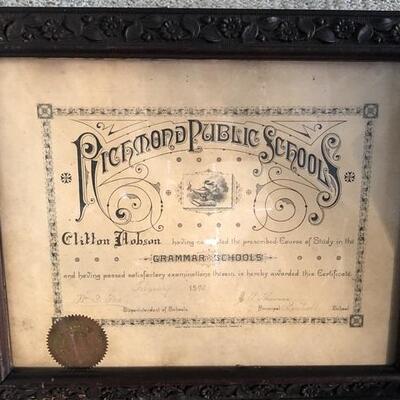 Richmond Public Schools
Clifton Hobson having completed the prescribed Course of Study in the
GRAMMAR SCHOOLS
and having passed satisfactory examinations therein, is hereby awarded this Certificate.
Superintendent of Schools. Principal School